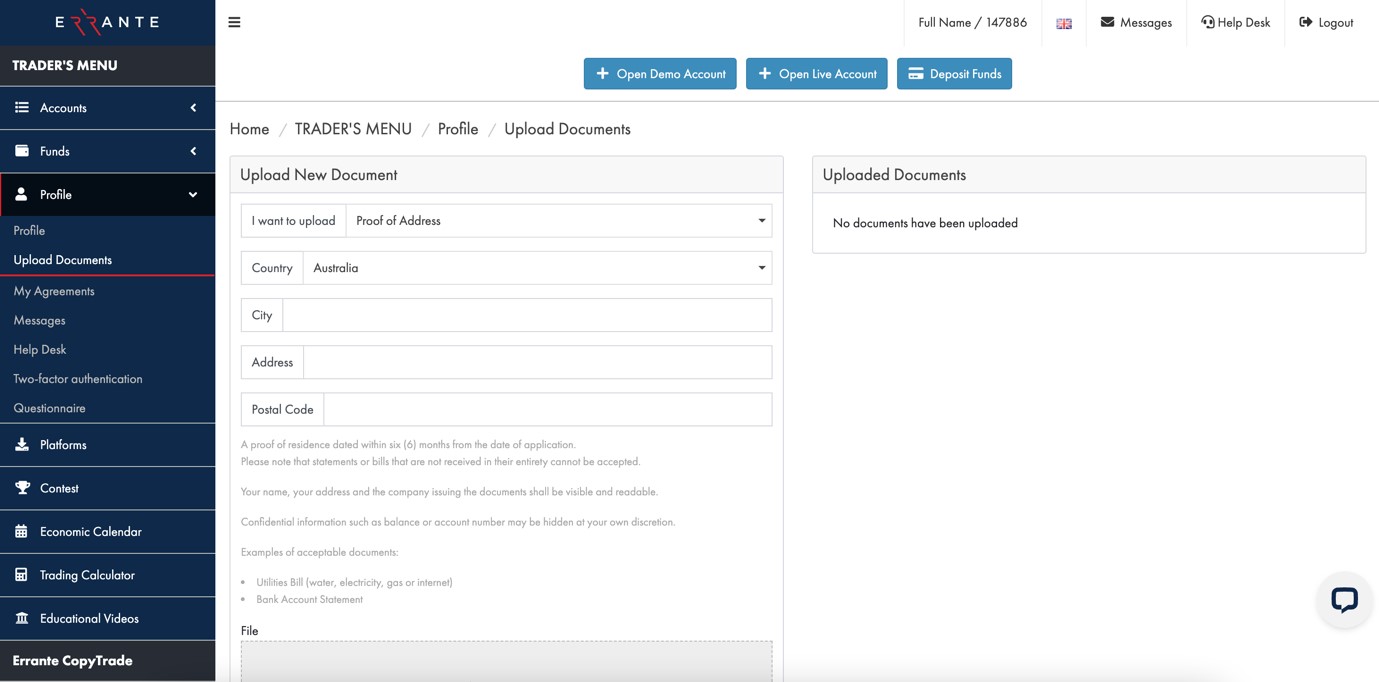 ERRANTE
Full Name / 147886
Messages
Help Desk
Logout
TRADER'S MENU
Open Demo Account
Open Live Account
Deposit Funds
Accounts
Funds
Profile
Profile
Upload Documents
My Agreements
Messages
Help Desk
Two-factor authentication
Questionnaire
Platforms
Contest
Economic Calendar
Trading Calculator
Educational Videos
Errante CopyTrade
Home / TRADER'S MENU / Profile / Upload Documents
Upload New Document
I want to upload Proof of Address
Country Australia
City
Address
Postal Code
A proof of residence dated within six (6) months from the date of application.
Please note that statements or bills that are not received in their entirety cannot be accepted.
Your name, your address and the company issuing the documents shall be visible and readable.
Confidential information such as balance or account number may be hidden at your own discretion.
Examples of acceptable documents:
• Utilities Bill (water, electricity, gas or internet)
• Bank Account Statement
File
Uploaded Documents
No documents have been uploaded